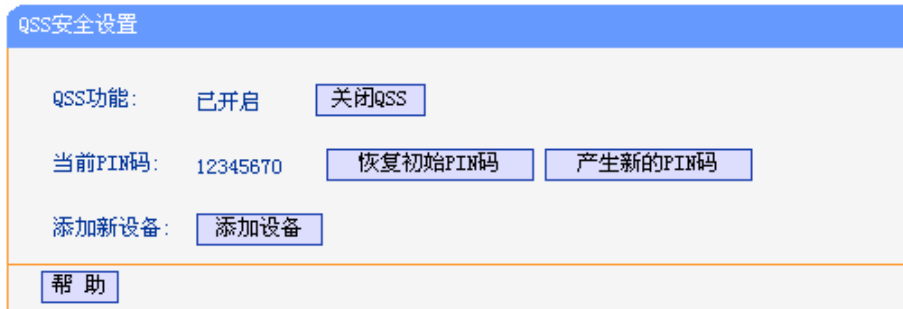 QSS安全设置
QSS功能: 已开启 关闭QSS
当前PIN码: 12345670 恢复初始PIN码 产生新的PIN码
添加新设备: 添加设备
帮 助